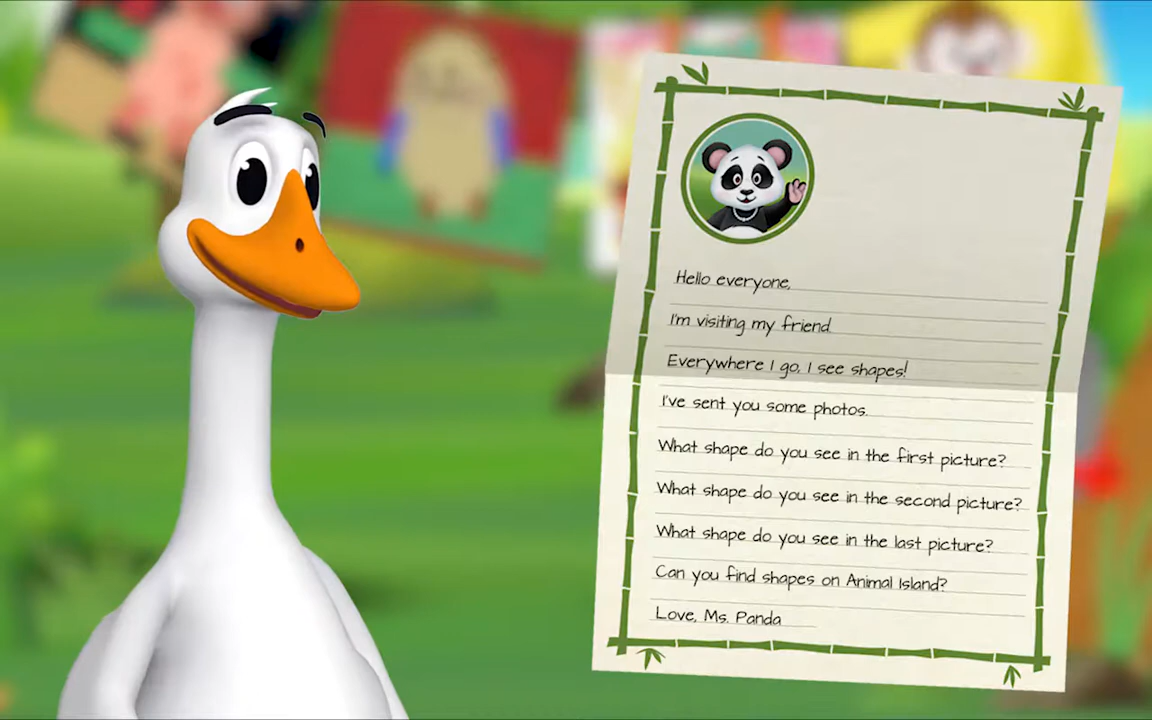 Hello everyone,
I'm visiting my friend.
Everywhere I go, I see shapes!
I've sent you some photos.
What shape do you see in the first picture?
What shape do you see in the second picture?
What shape do you see in the last picture?
Can you find shapes on Animal Island?
Love, Ms. Panda